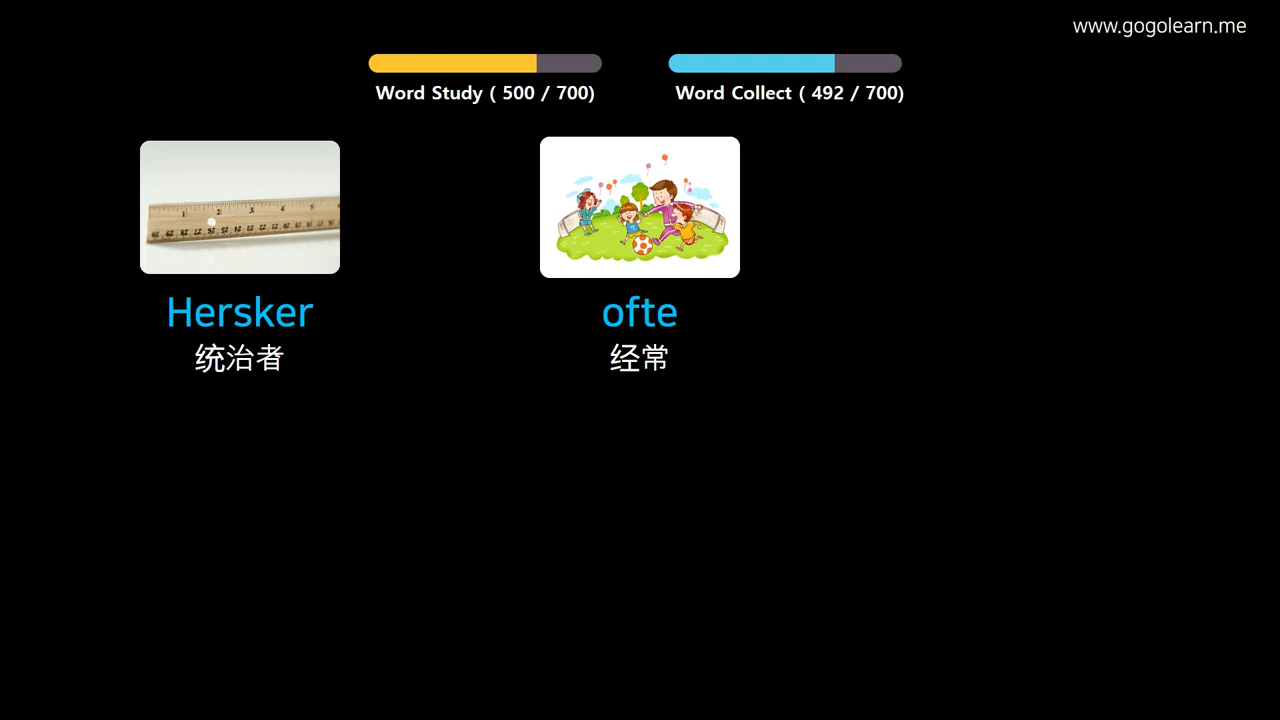 www.gogolearn.me
Word Study ( 500 / 700)
Word Collect ( 492 / 700)
Hersker
统治者
ofte
经常